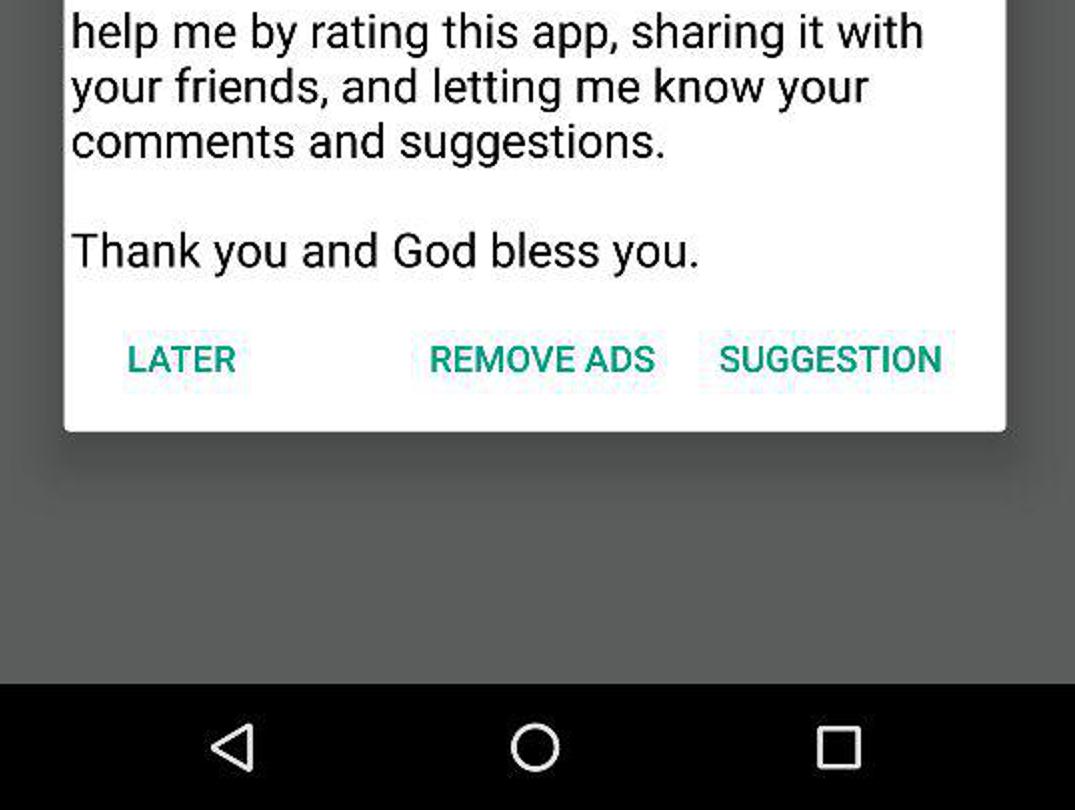 help me by rating this app, sharing it with
your friends, and letting me know your
comments and suggestions.
Thank you and God bless you.
LATER REMOVE ADS SUGGESTION